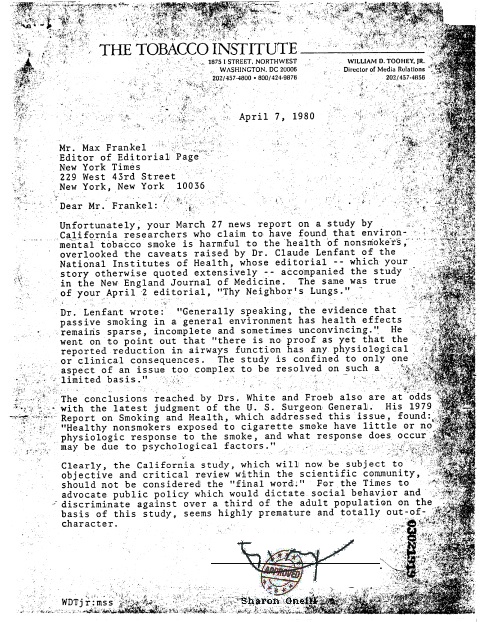 THE TOBACCO INSTITUTE
1875 I STREET, NORTHWEST
WASHINGTON, DC 20006
202/457-4800 • 800/424-9876
WILLIAM D. TOOHEY, JR.
Director of Media Relations
202/457-4856
April 7, 1980
Mr. Max Frankel
Editor of Editorial Page
New York Times
229 West 43rd Street
New York, New York 10036
Dear Mr. Frankel:
Unfortunately, your March 27 news report on a study by
California researchers who claim to have found that environ-
mental tobacco smoke is harmful to the health of nonsmokers,
overlooked the caveats raised by Dr. Claude Lenfant of the
National Institutes of Health, whose editorial -- which your
story otherwise quoted extensively -- accompanied the study
in the New England Journal of Medicine. The same was true
of your April 2 editorial, "Thy Neighbor's Lungs."
Dr. Lenfant wrote: "Generally speaking, the evidence that
passive smoking in a general environment has health effects
remains sparse, incomplete and sometimes unconvincing." He
went on to point out that "there is no proof as yet that the
reported reduction in airways function has any physiological
or clinical consequences. The study is confined to only one
aspect of an issue too complex to be resolved on such a
limited basis."
The conclusions reached by Drs. White and Froeb also are at odds
with the latest judgment of the U. S. Surgeon General. His 1979
Report on Smoking and Health, which addressed this issue, found:
"Healthy nonsmokers exposed to cigarette smoke have little or no
physiologic response to the smoke, and what response does occur
may be due to psychological factors."
Clearly, the California study, which will now be subject to
objective and critical review within the scientific community,
should not be considered the "final word." For the Times to
advocate public policy which would dictate social behavior and
discriminate against over a third of the adult population on the
basis of this study, seems highly premature and totally out-of-
character.
APPROVED
Sharon Oneill
WDTjr:mss